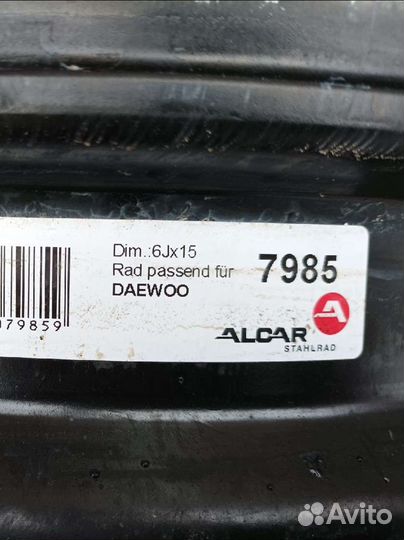 Dim.:6Jx15
Rad passend für
DAEWOO
7985
079859
ALCAR
STAHLRAD
Avito